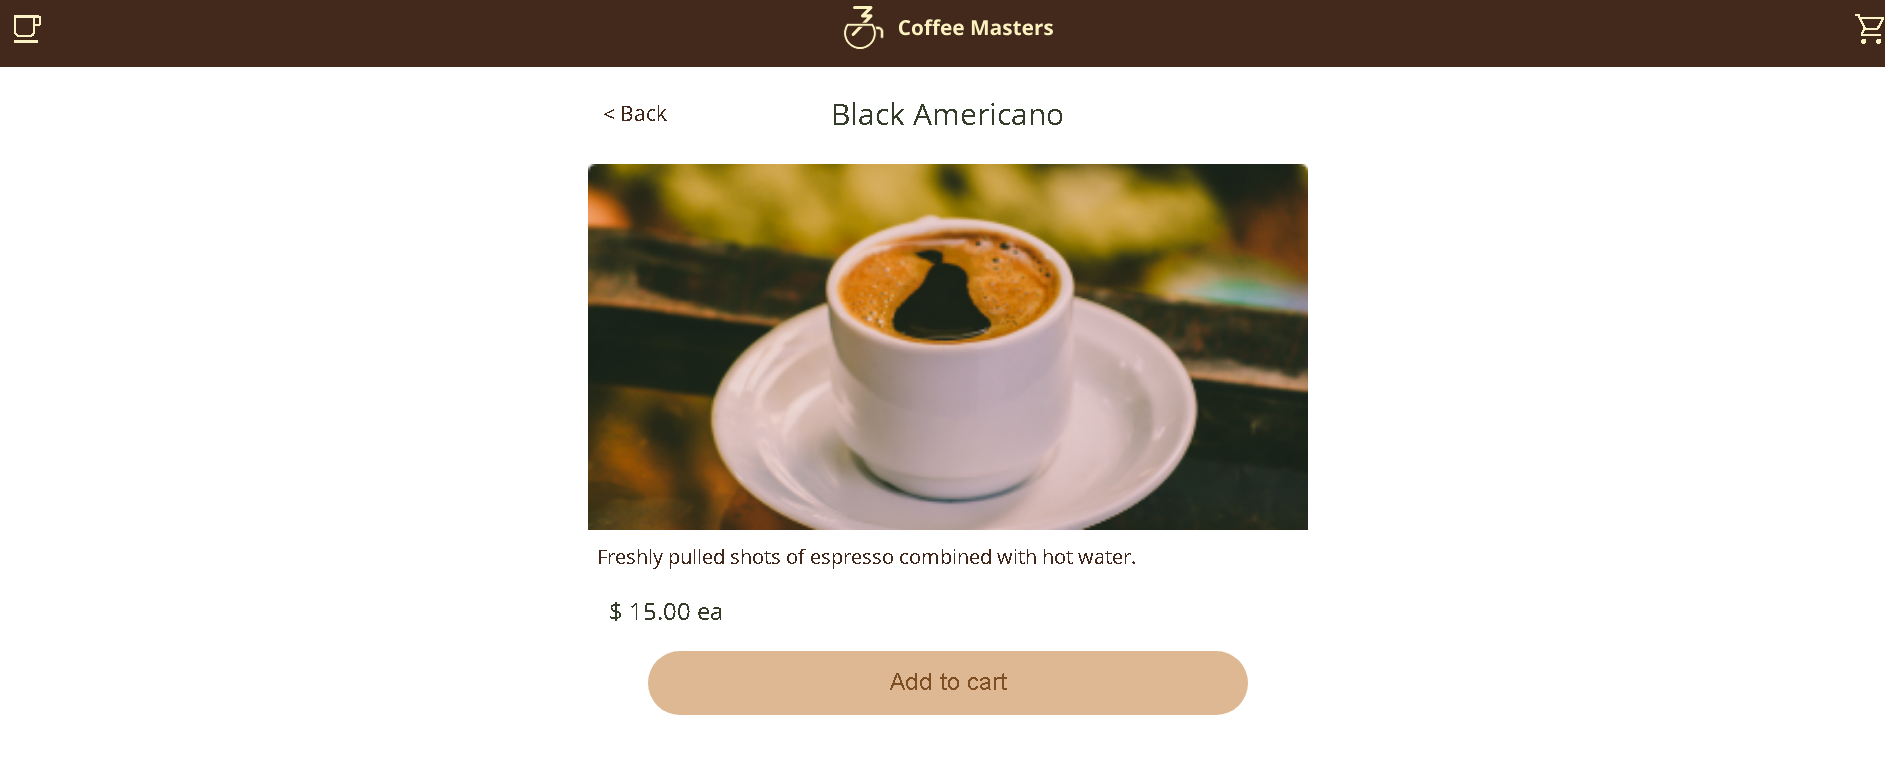 Coffee Masters
< Back
Black Americano
Freshly pulled shots of espresso combined with hot water.
$ 15.00 ea
Add to cart